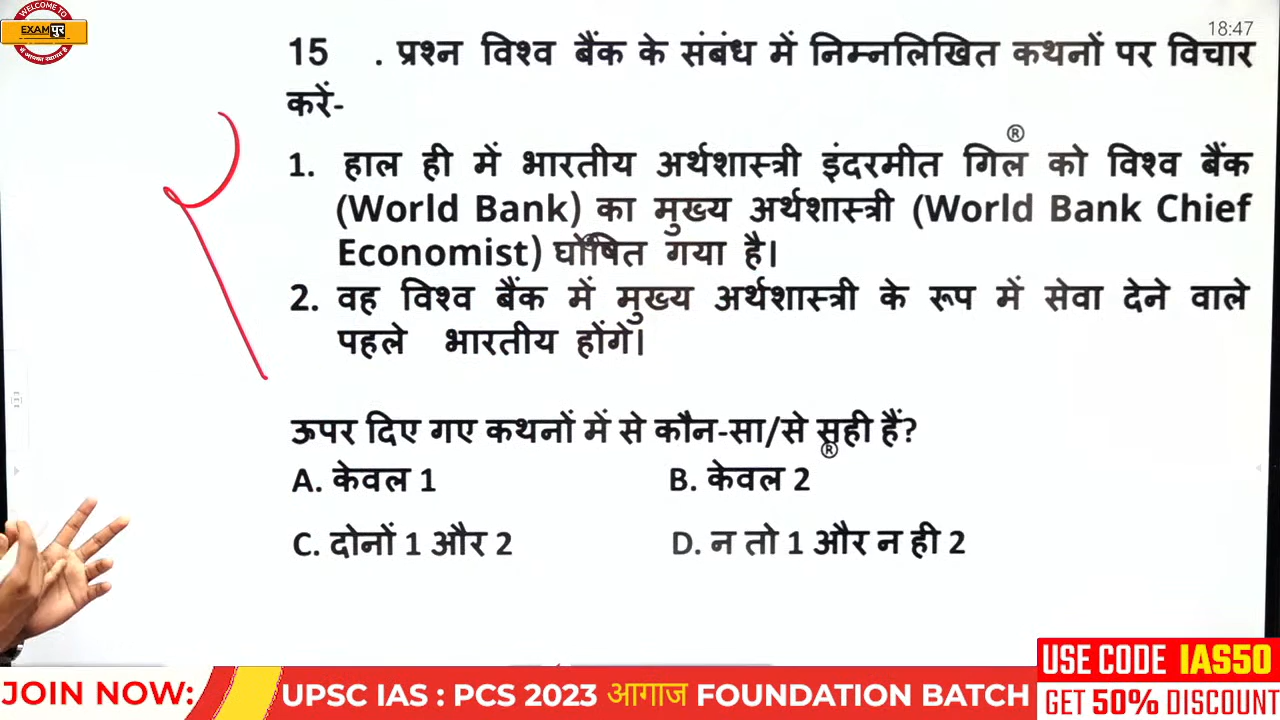 WELCOME TO
EXAMपुर
18:47
15 . प्रश्न विश्व बैंक के संबंध में निम्नलिखित कथनों पर विचार
करें-
1. हाल ही में भारतीय अर्थशास्त्री इंदरमीत गिल को विश्व बैंक
(World Bank) का मुख्य अर्थशास्त्री (World Bank Chief
Economist) घोषित गया है।
2. वह विश्व बैंक में मुख्य अर्थशास्त्री के रूप में सेवा देने वाले
पहले भारतीय होंगे।
ऊपर दिए गए कथनों में से कौन-सा/से सही हैं?
A. केवल 1 B. केवल 2
C. दोनों 1 और 2 D. न तो 1 और न ही 2
JOIN NOW: UPSC IAS : PCS 2023 आगाज FOUNDATION BATCH
USE CODE IAS50
GET 50% DISCOUNT